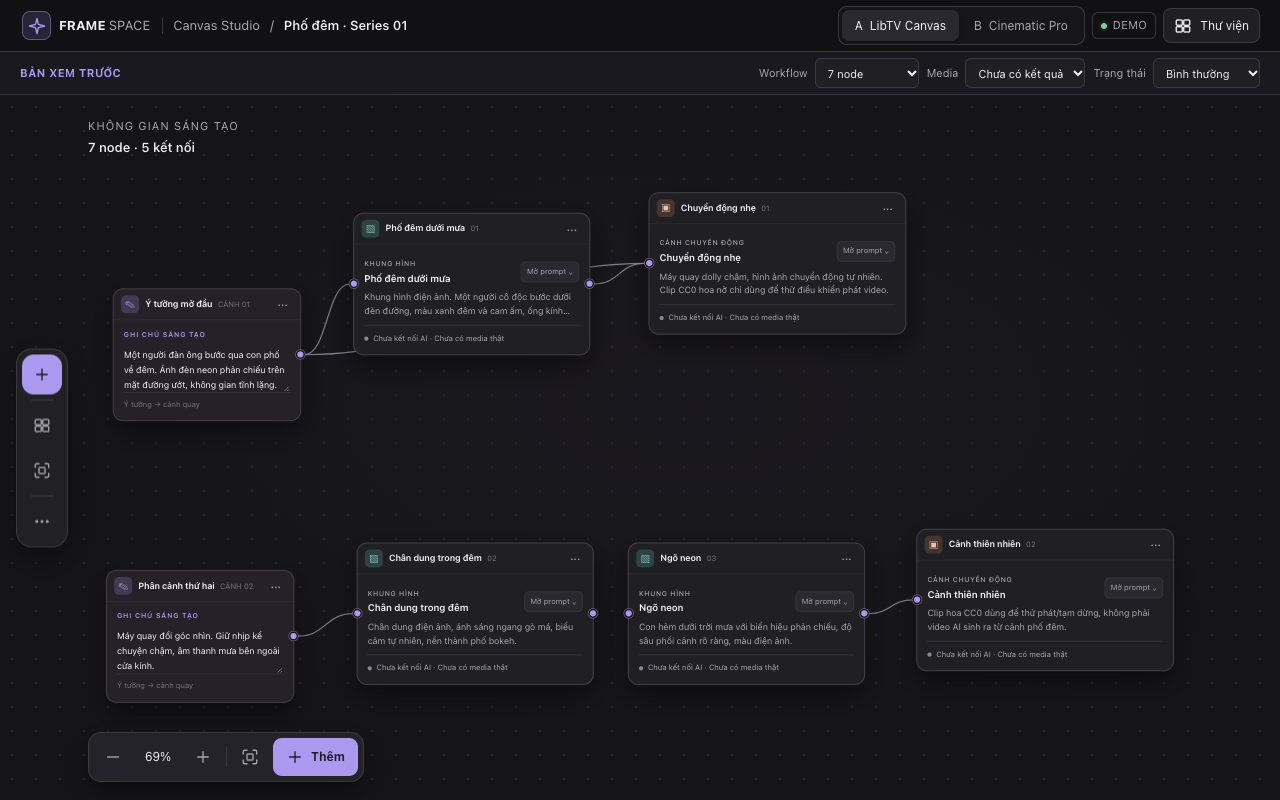 FRAME SPACE Canvas Studio / Phố đêm · Series 01
A LibTV Canvas B Cinematic Pro DEMO Thư viện
BẢN XEM TRƯỚC
Workflow 7 node Media Chưa có kết quả Trạng thái Bình thường
KHÔNG GIAN SÁNG TẠO
7 node · 5 kết nối
Ý tưởng mở đầu CẢNH 01 ...
GHI CHÚ SÁNG TẠO
Một người đàn ông bước qua con phố
về đêm. Ánh đèn neon phản chiếu trên
mặt đường ướt, không gian tĩnh lặng.
Ý tưởng → cảnh quay
Phố đêm dưới mưa 01 ...
KHUNG HÌNH
Phố đêm dưới mưa
Mở prompt
Khung hình điện ảnh. Một người cô độc bước dưới
đèn đường, màu xanh đêm và cam ấm, ống kính...
Chưa kết nối AI · Chưa có media thật
Chuyển động nhẹ 01 ...
CẢNH CHUYỂN ĐỘNG
Chuyển động nhẹ
Mở prompt
Máy quay dolly chậm, hình ảnh chuyển động tự nhiên.
Clip CC0 hoa nở chỉ dùng để thử điều khiển phát video.
Chưa kết nối AI · Chưa có media thật
Phân cảnh thứ hai CẢNH 02 ...
GHI CHÚ SÁNG TẠO
Máy quay đổi góc nhìn. Giữ nhịp kể
chuyện chậm, âm thanh mưa bên ngoài
cửa kính.
Ý tưởng → cảnh quay
Chân dung trong đêm 02 ...
KHUNG HÌNH
Chân dung trong đêm
Mở prompt
Chân dung điện ảnh, ánh sáng ngang gò má, biểu
cảm tự nhiên, nền thành phố bokeh.
Chưa kết nối AI · Chưa có media thật
Ngõ neon 03 ...
KHUNG HÌNH
Ngõ neon
Mở prompt
Con hẻm dưới trời mưa với biển hiệu phản chiếu, độ
sâu phối cảnh rõ ràng, màu điện ảnh.
Chưa kết nối AI · Chưa có media thật
Cảnh thiên nhiên 02 ...
CẢNH CHUYỂN ĐỘNG
Cảnh thiên nhiên
Mở prompt
Clip hoa CC0 dùng để thử phát/tạm dừng, không phải
video AI sinh ra từ cảnh phố đêm.
Chưa kết nối AI · Chưa có media thật
69% Thêm